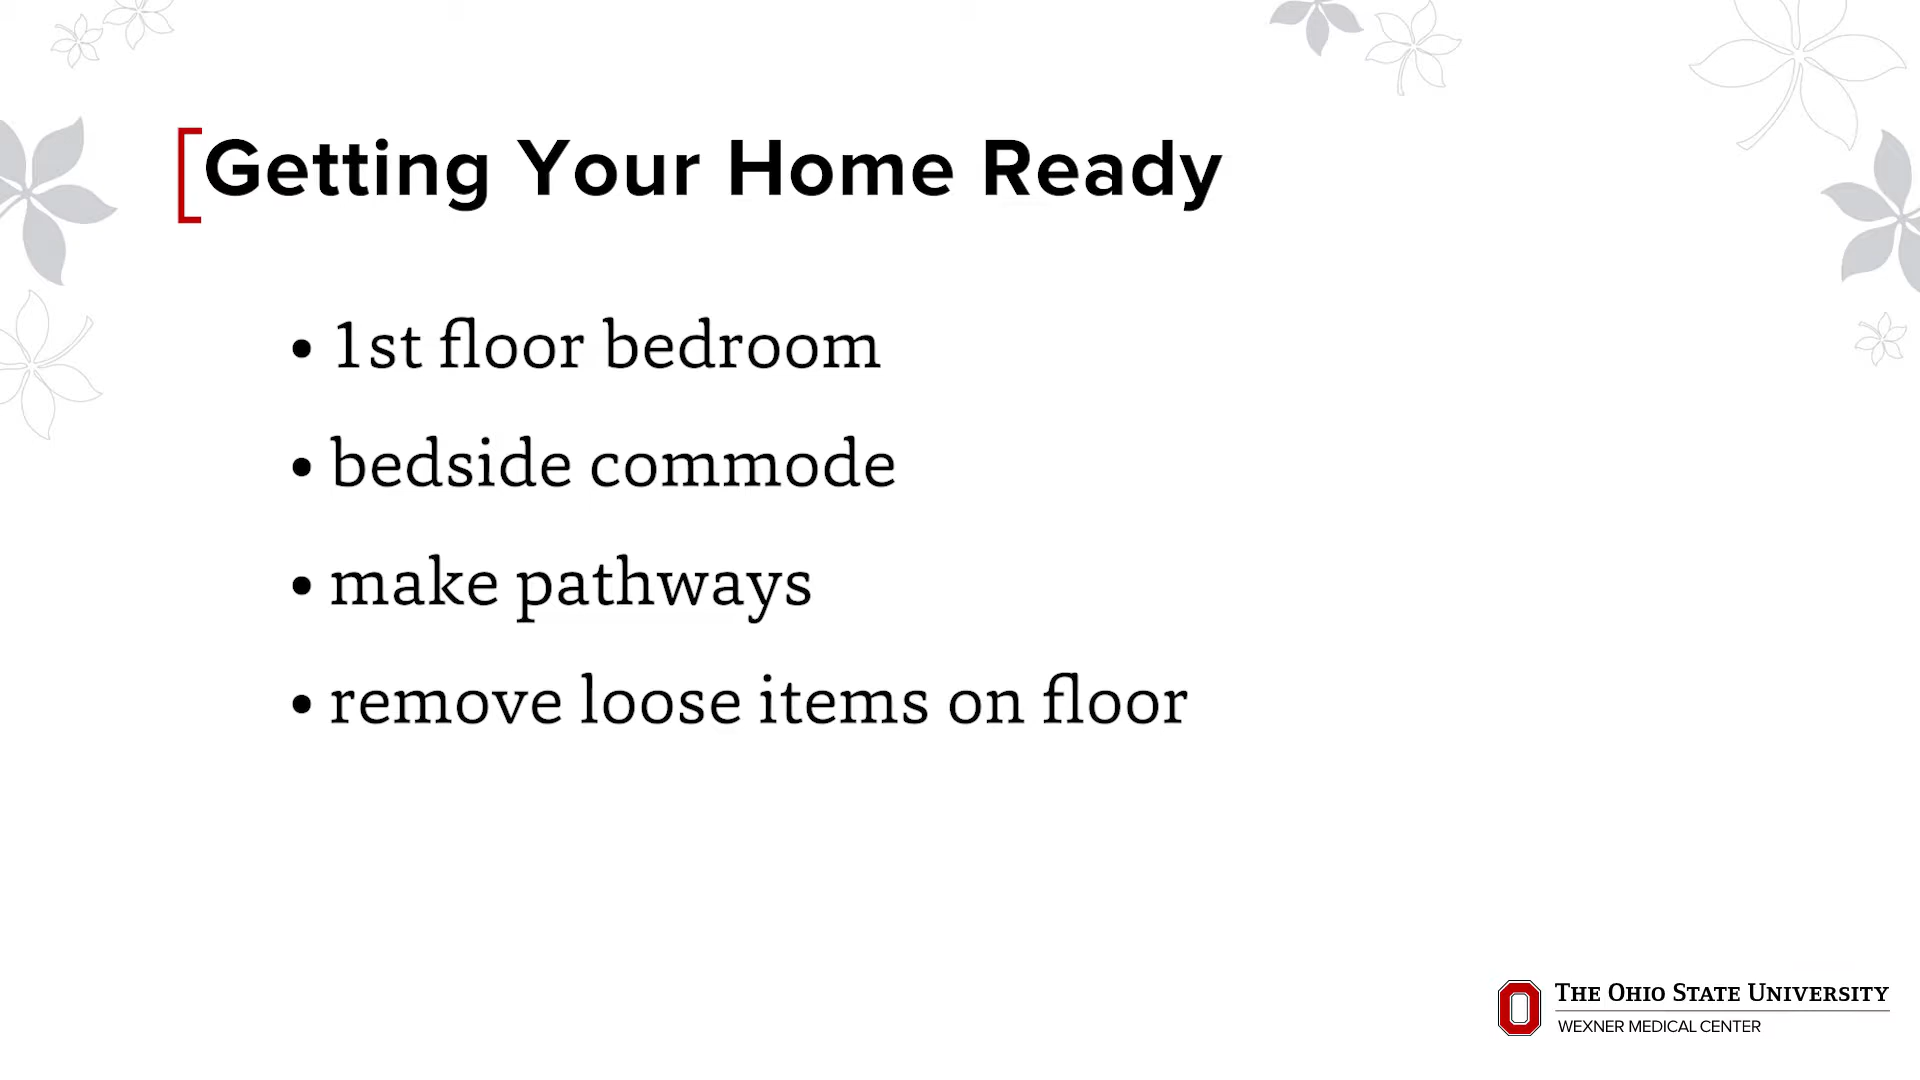 Getting Your Home Ready
• 1st floor bedroom
• bedside commode
• make pathways
• remove loose items on floor
THE OHIO STATE UNIVERSITY
WEXNER MEDICAL CENTER